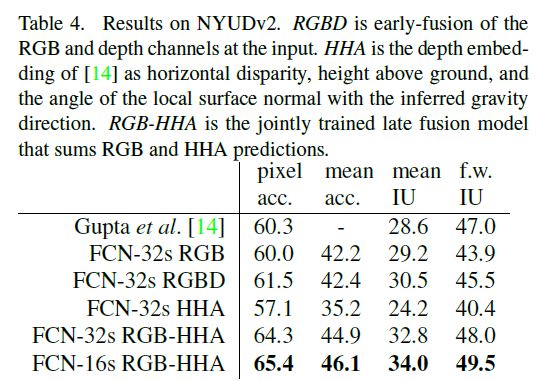 Table 4. Results on NYUDv2. RGBD is early-fusion of the
RGB and depth channels at the input. HHA is the depth embed-
ding of [14] as horizontal disparity, height above ground, and
the angle of the local surface normal with the inferred gravity
direction. RGB-HHA is the jointly trained late fusion model
that sums RGB and HHA predictions.
pixel mean mean f.w.
acc. acc. IU IU
Gupta et al. [14] 60.3 - 28.6 47.0
FCN-32s RGB 60.0 42.2 29.2 43.9
FCN-32s RGBD 61.5 42.4 30.5 45.5
FCN-32s HHA 57.1 35.2 24.2 40.4
FCN-32s RGB-HHA 64.3 44.9 32.8 48.0
FCN-16s RGB-HHA 65.4 46.1 34.0 49.5